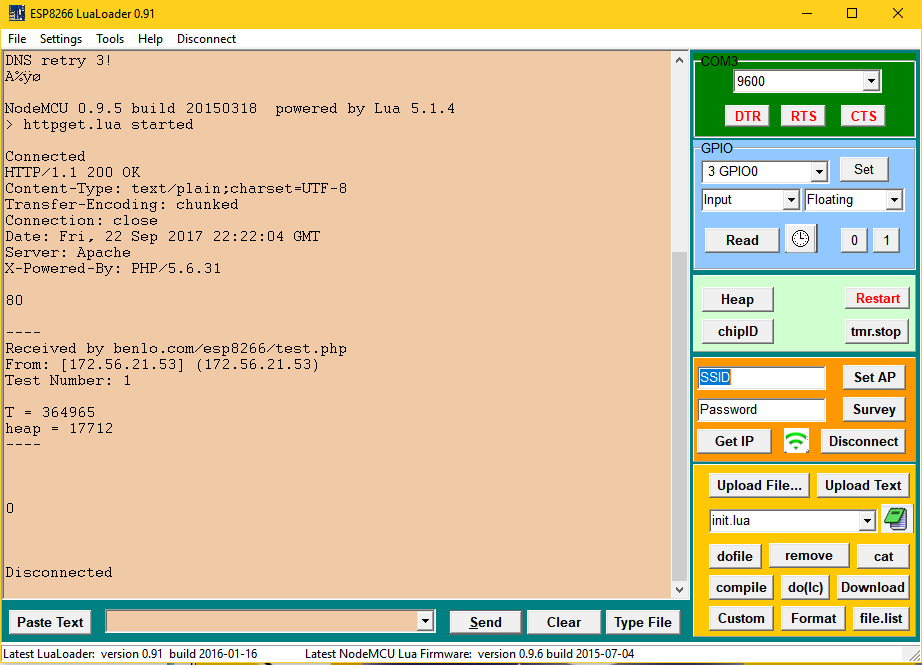 ESP8266 LuaLoader 0.91
File Settings Tools Help Disconnect
DNS retry 3!
A%ÿø
NodeMCU 0.9.5 build 20150318  powered by Lua 5.1.4
> httpget.lua started
Connected
HTTP/1.1 200 OK
Content-Type: text/plain;charset=UTF-8
Transfer-Encoding: chunked
Connection: close
Date: Fri, 22 Sep 2017 22:22:04 GMT
Server: Apache
X-Powered-By: PHP/5.6.31
80
----
Received by benlo.com/esp8266/test.php
From: [172.56.21.53] (172.56.21.53)
Test Number: 1
T = 364965
heap = 17712
----
0
Disconnected
COM3
9600
DTR RTS CTS
GPIO
3 GPIO0 Set
Input Floating
Read 0 1
Heap Restart
chipID tmr.stop
SSID Set AP
Password Survey
Get IP Disconnect
Upload File... Upload Text
init.lua
dofile remove cat
compile do(lc) Download
Custom Format file.list
Paste Text Send Clear Type File
Latest LuaLoader: version 0.91 build 2016-01-16 Latest NodeMCU Lua Firmware: version 0.9.6 build 2015-07-04